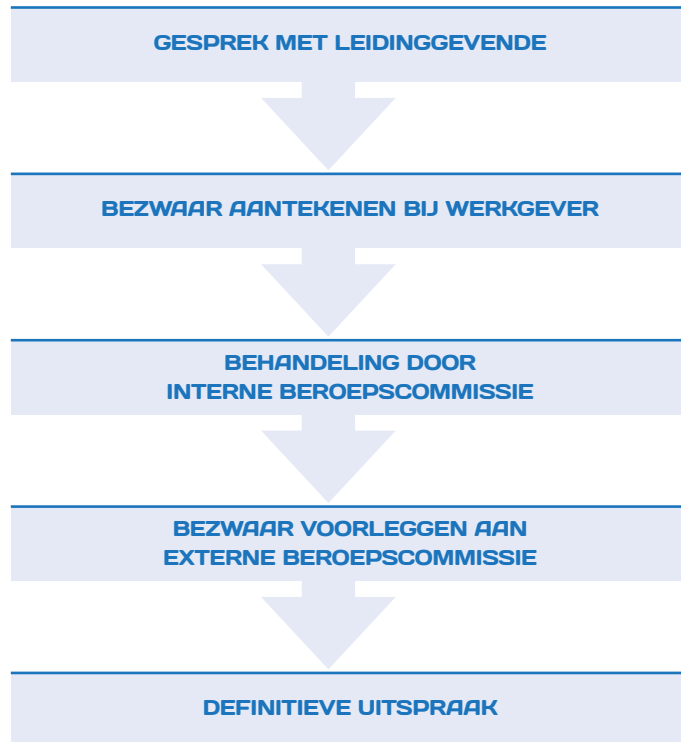 GESPREK MET LEIDINGGEVENDE
BEZWAAR AANTEKENEN BIJ WERKGEVER
BEHANDELING DOOR
INTERNE BEROEPSCOMMISSIE
BEZWAAR VOORLEGGEN AAN
EXTERNE BEROEPSCOMMISSIE
DEFINITIEVE UITSPRAAK